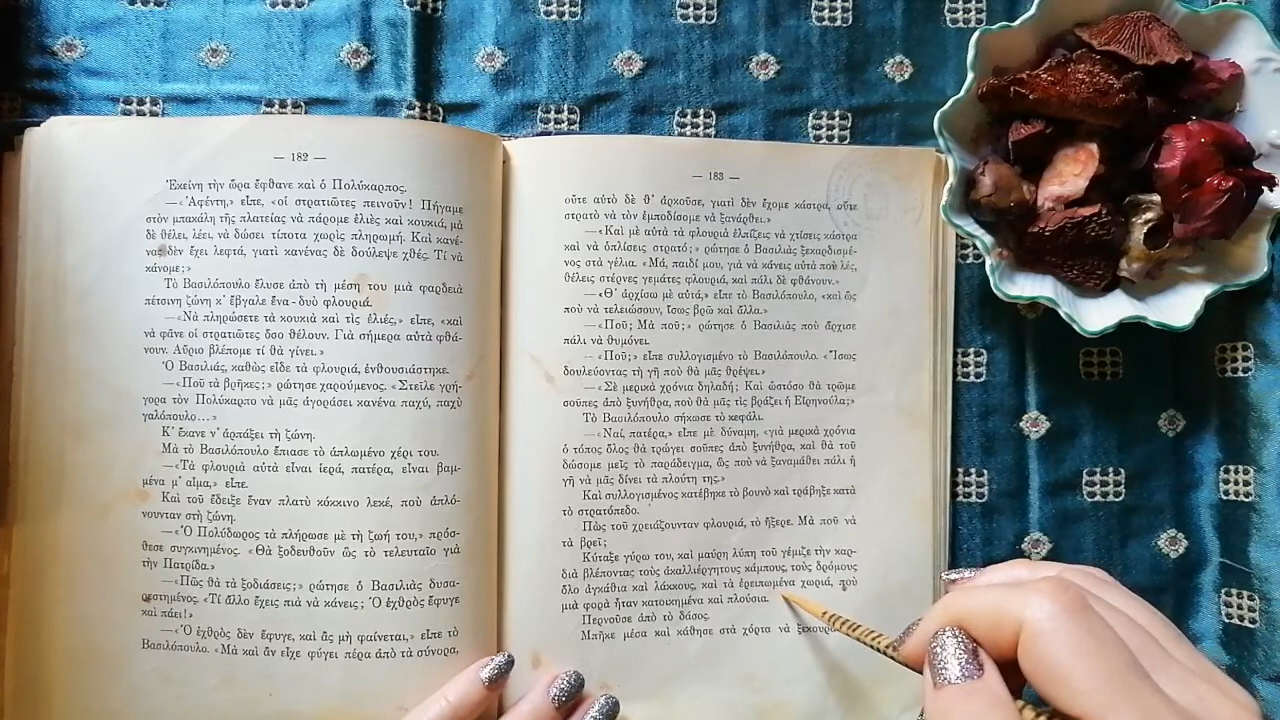 — 182 —
Ἐκείνη τὴν ὥρα ἔφθανε καὶ ὁ Πολύκαρπος.
—«Ἀφέντη,» εἶπε, «οἱ στρατιῶτες πεινοῦν! Πήγαμε
στὸν μπακάλη τῆς πλατείας νὰ πάρομε ἐλιὲς καὶ κουκιά, μὰ
δὲ θέλει, λέει, νὰ δώσει τίποτα χωρὶς πληρωμή. Καὶ κανέ-
νας δὲν ἔχει λεφτά, γιατὶ κανένας δὲ δούλεψε χθές. Τί νὰ
κάνομε;»
Τὸ Βασιλόπουλο ἔλυσε ἀπὸ τὴ μέση του μιὰ φαρδειὰ
πέτσινη ζώνη κ' ἔβγαλε ἕνα-δυὸ φλουριά.
—«Νὰ πληρώσετε τὰ κουκιὰ καὶ τὶς ἐλιές,» εἶπε, «καὶ
νὰ φᾶνε οἱ στρατιῶτες ὅσο θέλουν. Γιὰ σήμερα αὐτὰ φθά-
νουν. Αὔριο βλέπομε τί θὰ γίνει.»
Ὁ Βασιλιάς, καθὼς εἶδε τὰ φλουριά, ἐνθουσιάστηκε.
—«Ποῦ τὰ βρῆκες;» ρώτησε χαρούμενος. «Στεῖλε γρή-
γορα τὸν Πολύκαρπο νὰ μᾶς ἀγοράσει κανένα παχύ, παχὺ
γαλόπουλο...»
Κ' ἔκανε ν' ἁρπάξει τὴ ζώνη.
Μὰ τὸ Βασιλόπουλο ἔπιασε τὸ ἁπλωμένο χέρι του.
—«Τὰ φλουριὰ αὐτὰ εἶναι ἱερά, πατέρα, εἶναι βαμ-
μένα μ' αἷμα,» εἶπε.
Καὶ τοῦ ἔδειξε ἕναν πλατὺ κόκκινο λεκέ, ποὺ ἁπλό-
νουνταν στὴ ζώνη.
—«Ὁ Πολύδωρος τὰ πλήρωσε μὲ τὴ ζωή του,» πρόσ-
θεσε συγκινημένος. «Θὰ ξοδευθοῦν ὣς τὸ τελευταῖο γιὰ
τὴν Πατρίδα.»
—«Πῶς θὰ τὰ ξοδιάσεις;» ρώτησε ὁ Βασιλιὰς δυσα-
ρεστημένος. «Τί ἄλλο ἔχεις πιὰ νὰ κάνεις; Ὁ ἐχθρὸς ἔφυγε
καὶ πάει!»
—«Ὁ ἐχθρὸς δὲν ἔφυγε, καὶ ἂς μὴ φαίνεται,» εἶπε τὸ
Βασιλόπουλο. «Μὰ καὶ ἂν εἶχε φύγει πέρα ἀπὸ τὰ σύνορα,
— 183 —
οὔτε αὐτὸ δὲ θ' ἀρκοῦσε, γιατὶ δὲν ἔχομε κάστρα, οὔτε
στρατὸ νὰ τὸν ἐμποδίσομε νὰ ξανάρθει.»
—«Καὶ μὲ αὐτὰ τὰ φλουριὰ ἐλπίζεις νὰ χτίσεις κάστρα
καὶ νὰ ὁπλίσεις στρατό;» ρώτησε ὁ Βασιλιὰς ξεκαρδισμέ-
νος στὰ γέλια. «Μά, παιδί μου, γιὰ νὰ κάνεις αὐτὰ ποὺ λές,
θέλεις στέρνες γεμάτες φλουριά, καὶ πάλι δὲ φθάνουν.»
—«Θ' ἀρχίσω μὲ αὐτά,» εἶπε τὸ Βασιλόπουλο, «καὶ ὣς
ποὺ νὰ τελειώσουν, ἴσως βρῶ καὶ ἄλλα.»
—«Ποῦ; Μὰ ποῦ;» ρώτησε ὁ Βασιλιὰς ποὺ ἄρχισε
πάλι νὰ θυμόνει.
—«Ποῦ;» εἶπε συλλογισμένο τὸ Βασιλόπουλο. «Ἴσως
δουλεύοντας τὴ γῆ ποὺ θὰ μᾶς θρέψει.»
—«Σὲ μερικὰ χρόνια δηλαδή; Καὶ ὡστόσο θὰ τρῶμε
σοῦπες ἀπὸ ξυνήθρα, ποὺ θὰ μᾶς τὶς βράζει ἡ Εἰρηνούλα;»
Τὸ Βασιλόπουλο σήκωσε τὸ κεφάλι.
—«Ναί, πατέρα,» εἶπε μὲ δύναμη, «γιὰ μερικὰ χρόνια
ὁ τόπος ὅλος θὰ τρώγει σοῦπες ἀπὸ ξυνήθρα, καὶ θὰ τοῦ
δώσομε μεῖς τὸ παράδειγμα, ὣς ποὺ νὰ ξαναμάθει πάλι ἡ
γῆ νὰ μᾶς δίνει τὰ πλούτη της.»
Καὶ συλλογισμένος κατέβηκε τὸ βουνὸ καὶ τράβηξε κατὰ
τὸ στρατόπεδο.
Πὼς τοῦ χρειάζουνταν φλουριά, τὸ ἤξερε. Μὰ ποῦ νὰ
τὰ βρεῖ;
Κύταξε γύρω του, καὶ μαύρη λύπη τοῦ γέμιζε τὴν καρ-
διὰ βλέποντας τοὺς ἀκαλλιέργητους κάμπους, τοὺς δρόμους
ὅλο ἀγκάθια καὶ λάκκους, καὶ τὰ ἐρειπωμένα χωριά, ποὺ
μιὰ φορὰ ἦταν κατοικημένα καὶ πλούσια.
Περνοῦσε ἀπὸ τὸ δάσος.
Μπῆκε μέσα καὶ κάθησε στὰ χόρτα νὰ